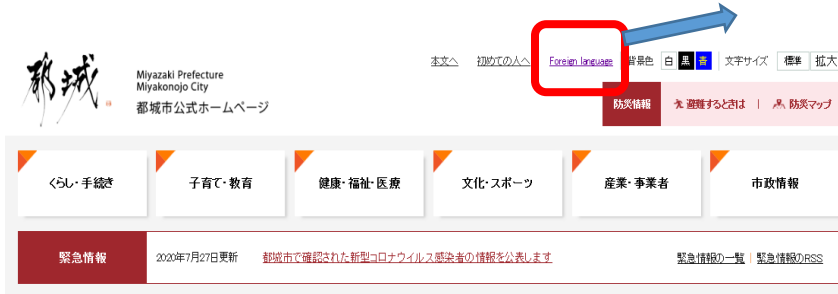 本文へ 初めての人へ Foreign language 背景色 白 黒 青 文字サイズ 標準 拡大
都城
Miyazaki Prefecture
Miyakonojo City
都城市公式ホームページ
防災情報 避難するときは | 防災マップ
くらし・手続き 子育て・教育 健康・福祉・医療 文化・スポーツ 産業・事業者 市政情報
緊急情報 2020年7月27日更新 都城市で確認された新型コロナウイルス感染者の情報を公表します 緊急情報の一覧 | 緊急情報のRSS